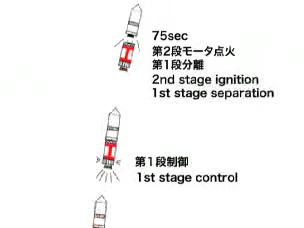 75sec
第2段モータ点火
第1段分離
2nd stage ignition
1st stage separation
第1段制御
1st stage control